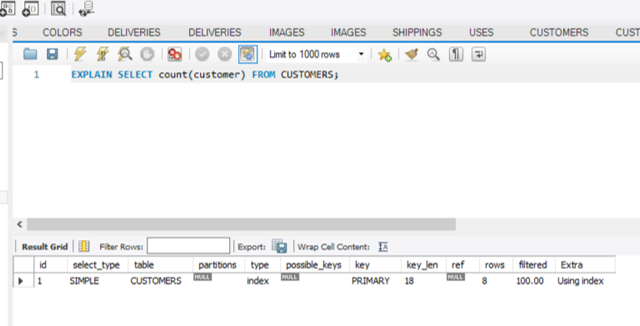 S COLORS DELIVERIES DELIVERIES IMAGES IMAGES SHIPPINGS USES CUSTOMERS CUST
Limit to 1000 rows
1 EXPLAIN SELECT count(customer) FROM CUSTOMERS;
Result Grid Filter Rows: Export: Wrap Cell Content: IA
id select_type table partitions type possible_keys key key_len ref rows filtered Extra
1 SIMPLE CUSTOMERS NULL index NULL PRIMARY 18 NULL 8 100.00 Using index